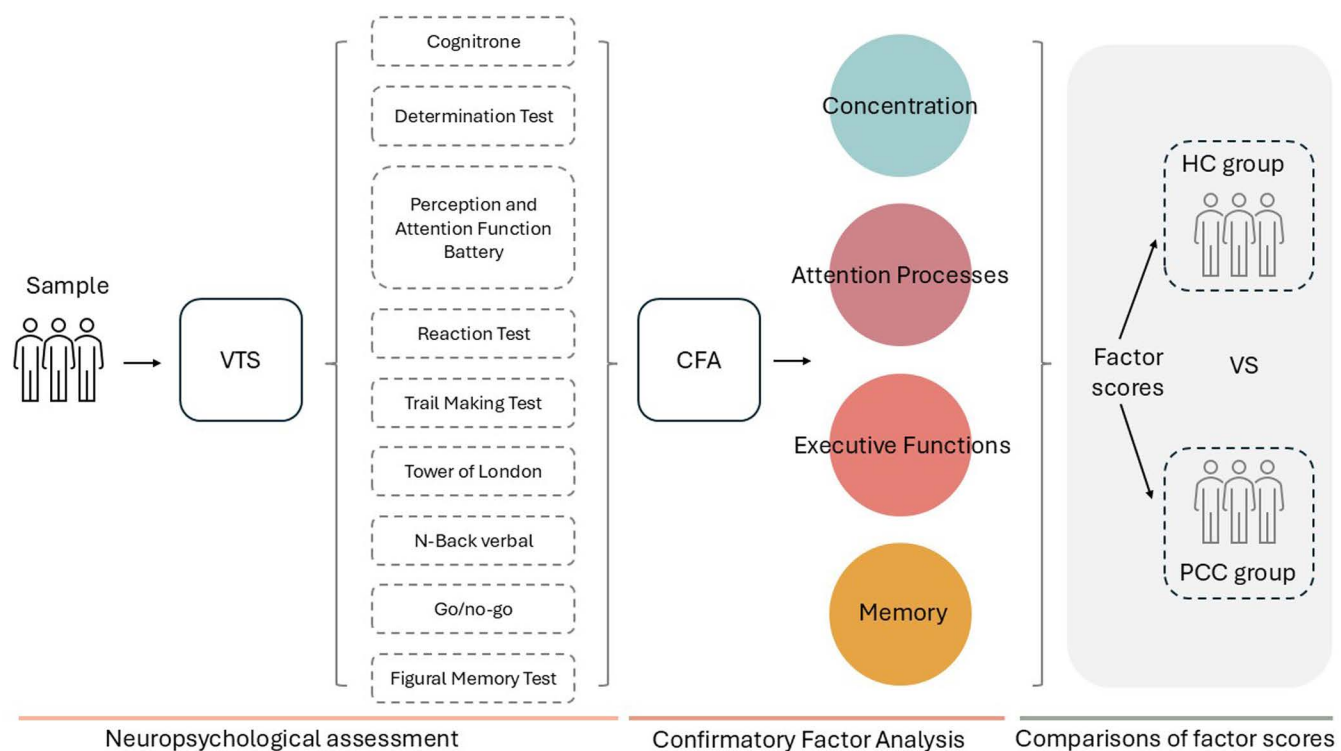 Sample
VTS
Cognitrone
Determination Test
Perception and
Attention Function
Battery
Reaction Test
Trail Making Test
Tower of London
N-Back verbal
Go/no-go
Figural Memory Test
CFA
Concentration
Attention Processes
Executive Functions
Memory
Factor
scores
HC group
VS
PCC group
Neuropsychological assessment
Confirmatory Factor Analysis
Comparisons of factor scores